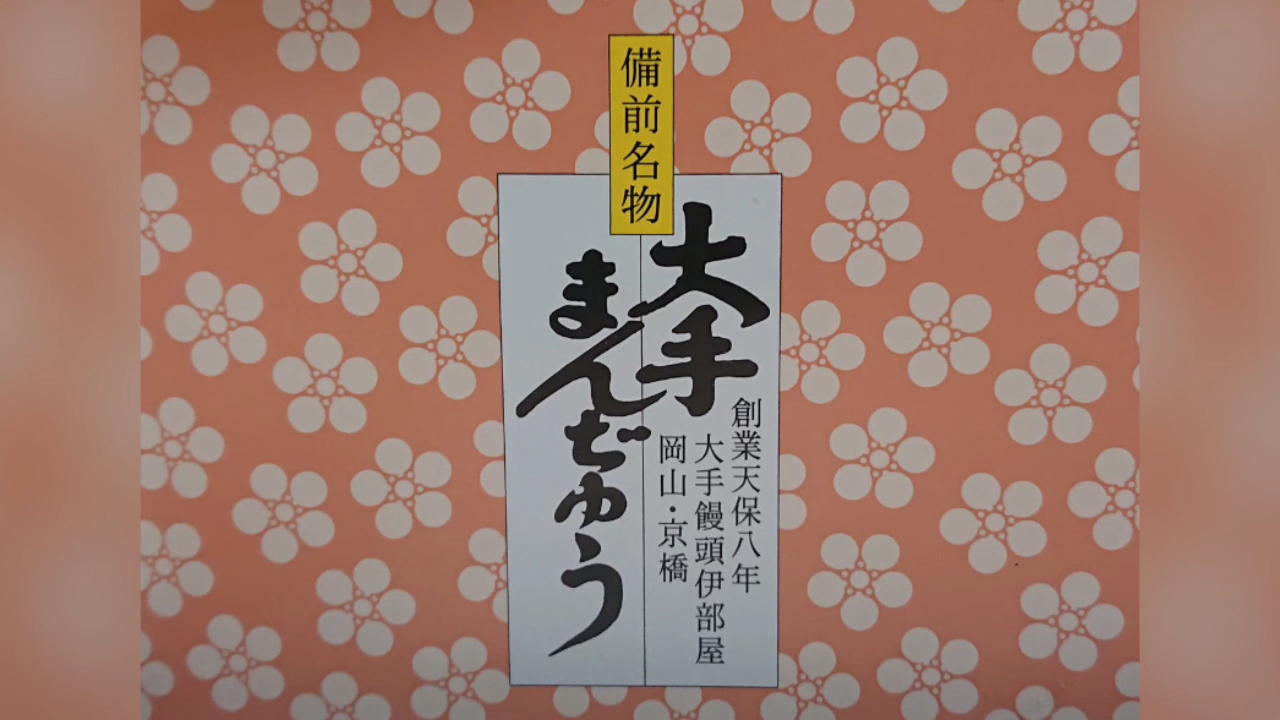 備前名物
大手
まんぢゅう
創業天保八年
大手饅頭伊部屋
岡山・京橋